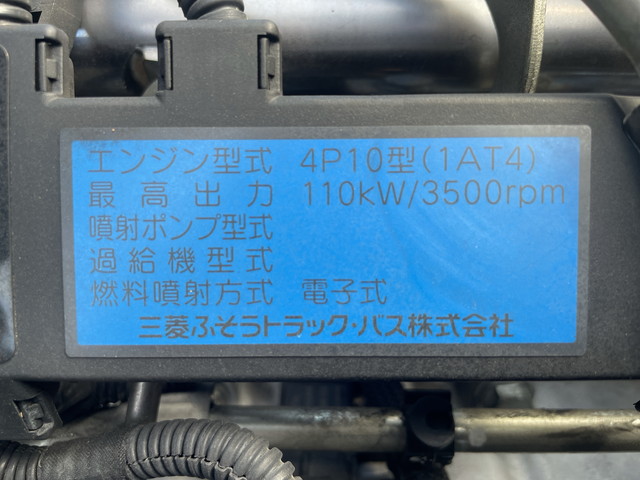 エンジン型式 4P10型(1AT4)
最高出力 110kW/3500rpm
噴射ポンプ型式
過給機型式
燃料噴射方式 電子式
三菱ふそうトラック・バス株式会社